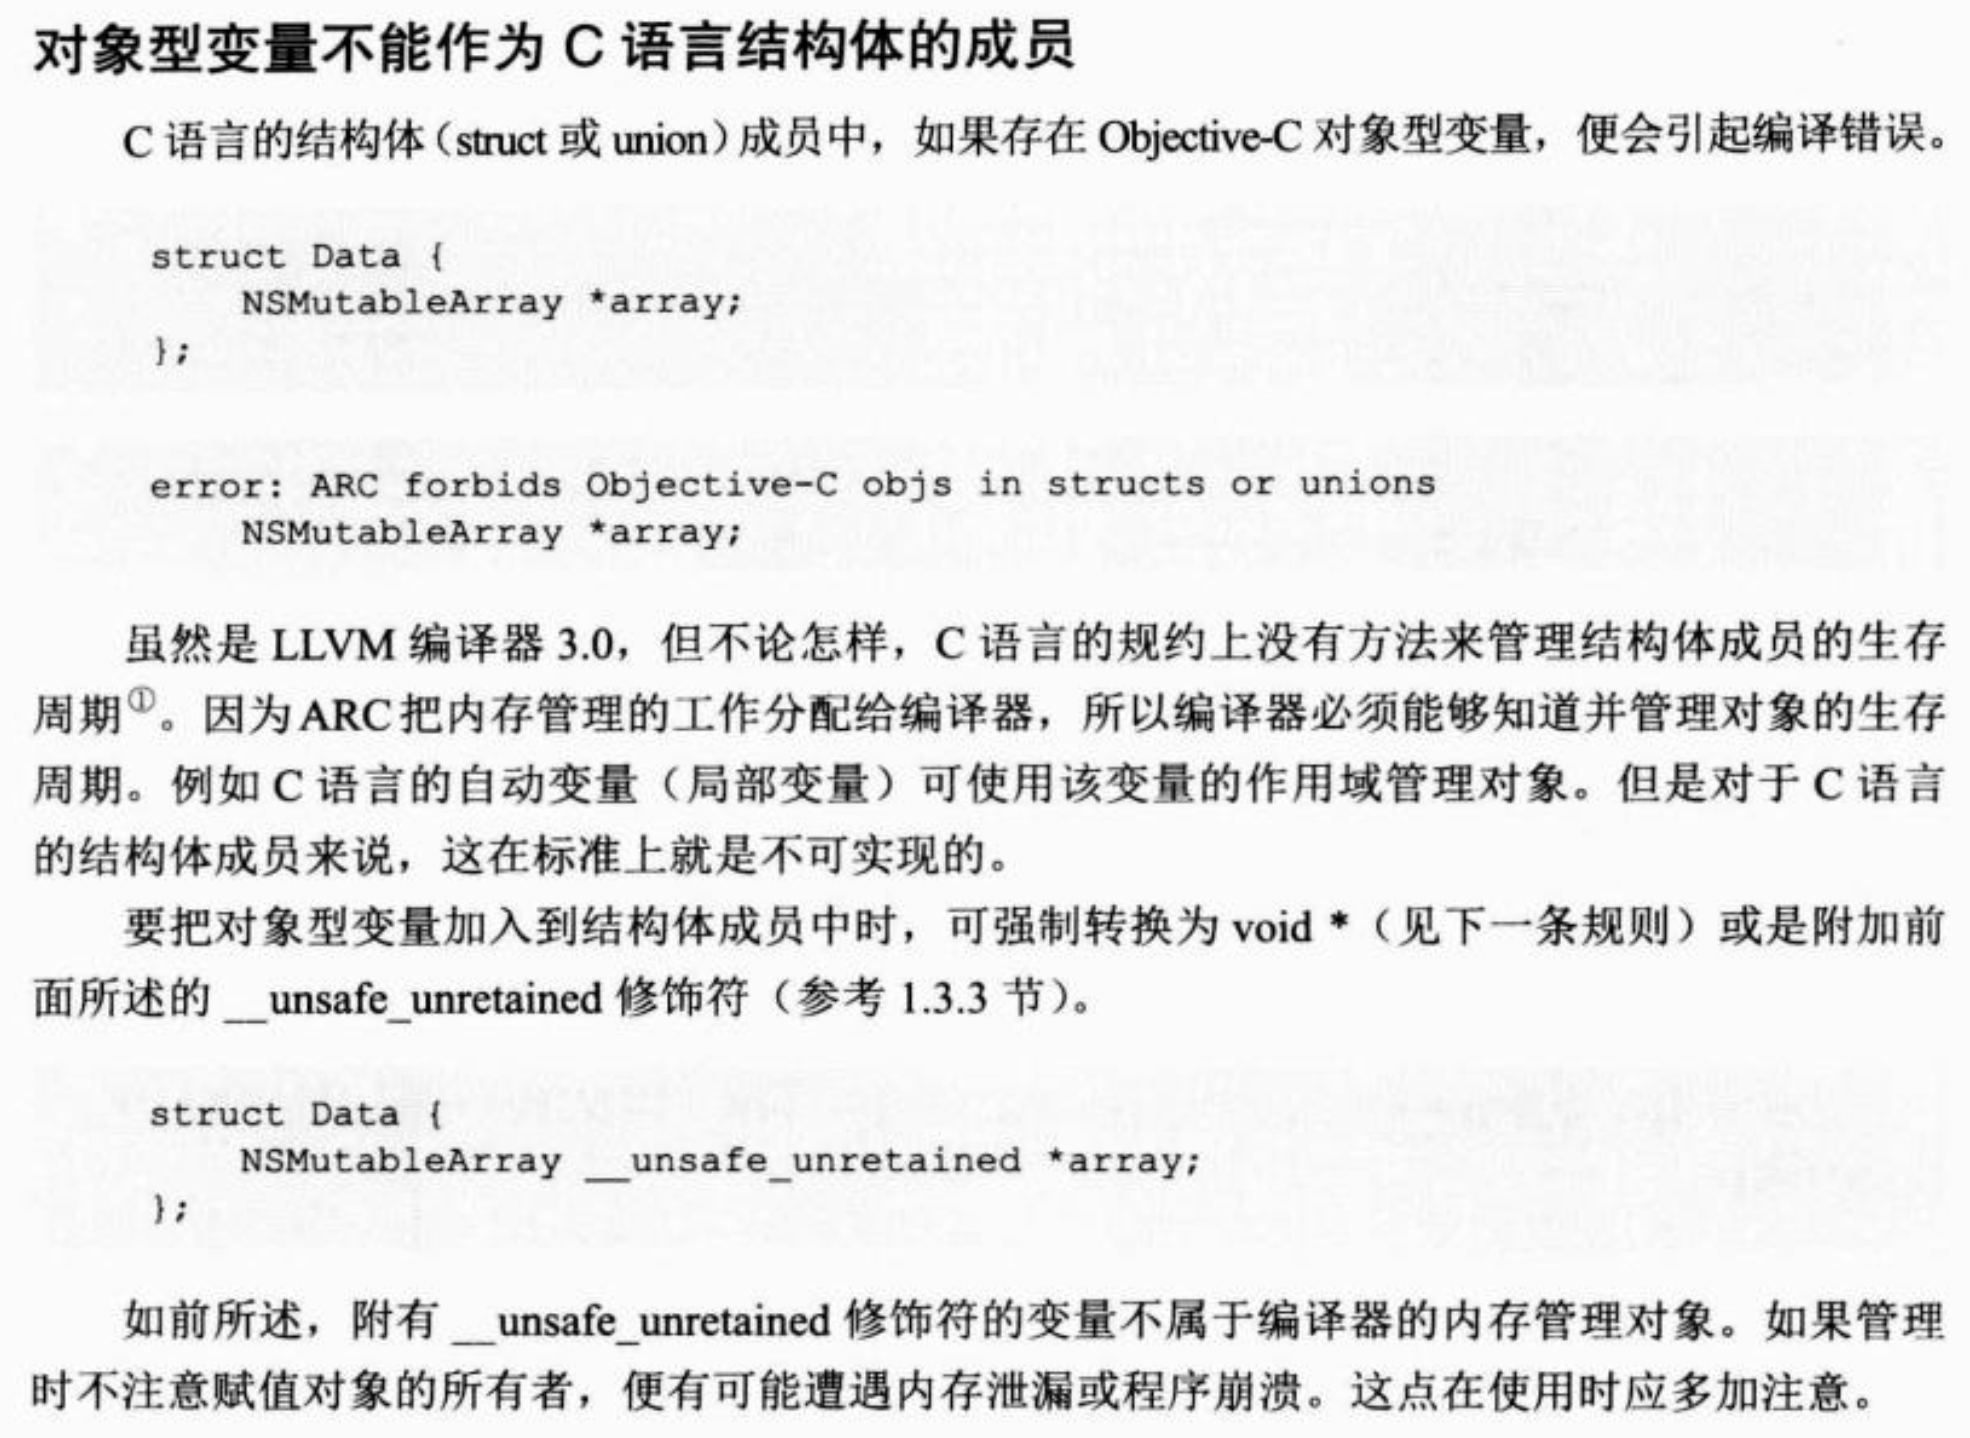 对象型变量不能作为 C 语言结构体的成员
C 语言的结构体（struct 或 union）成员中，如果存在 Objective-C 对象型变量，便会引起编译错误。
struct Data {
    NSMutableArray *array;
};
error: ARC forbids Objective-C objs in structs or unions
    NSMutableArray *array;
虽然是 LLVM 编译器 3.0，但不论怎样，C 语言的规约上没有方法来管理结构体成员的生存
周期①。因为 ARC 把内存管理的工作分配给编译器，所以编译器必须能够知道并管理对象的生存
周期。例如 C 语言的自动变量（局部变量）可使用该变量的作用域管理对象。但是对于 C 语言
的结构体成员来说，这在标准上就是不可实现的。
要把对象型变量加入到结构体成员中时，可强制转换为 void *（见下一条规则）或是附加前
面所述的 __unsafe_unretained 修饰符（参考 1.3.3 节）。
struct Data {
    NSMutableArray __unsafe_unretained *array;
};
如前所述，附有 __unsafe_unretained 修饰符的变量不属于编译器的内存管理对象。如果管理
时不注意赋值对象的所有者，便有可能遭遇内存泄漏或程序崩溃。这点在使用时应多加注意。